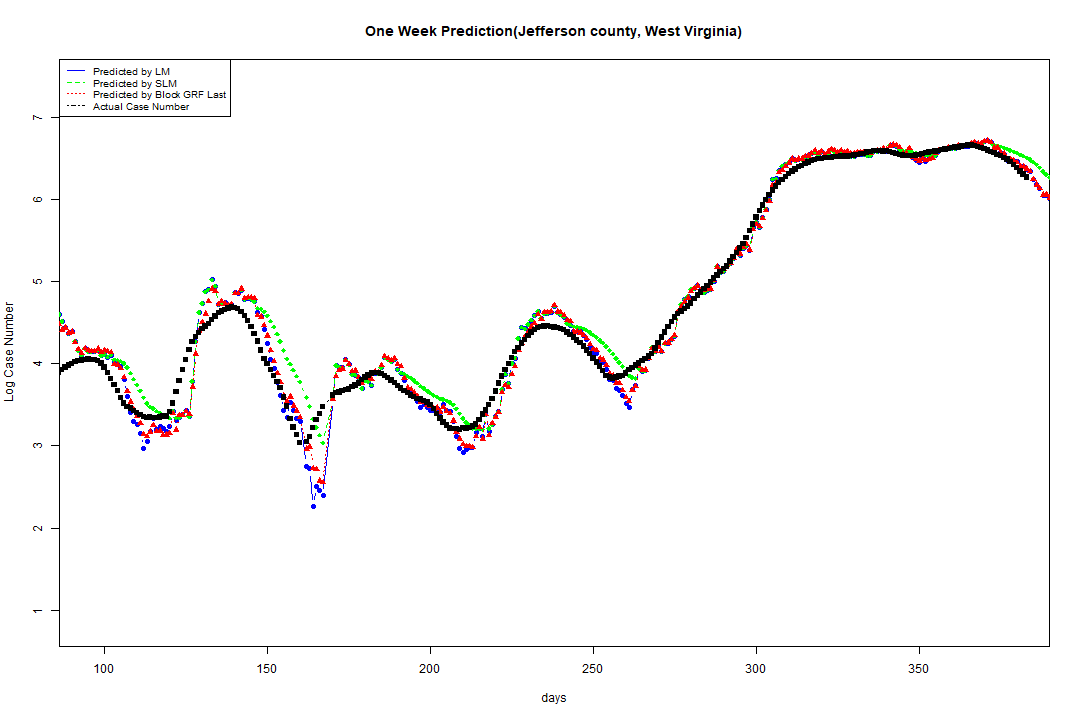 One Week Prediction(Jefferson county, West Virginia)
Predicted by LM
Predicted by SLM
Predicted by Block GRF Last
Actual Case Number
Log Case Number
7
6
5
4
3
2
1
100 150 200 250 300 350
days